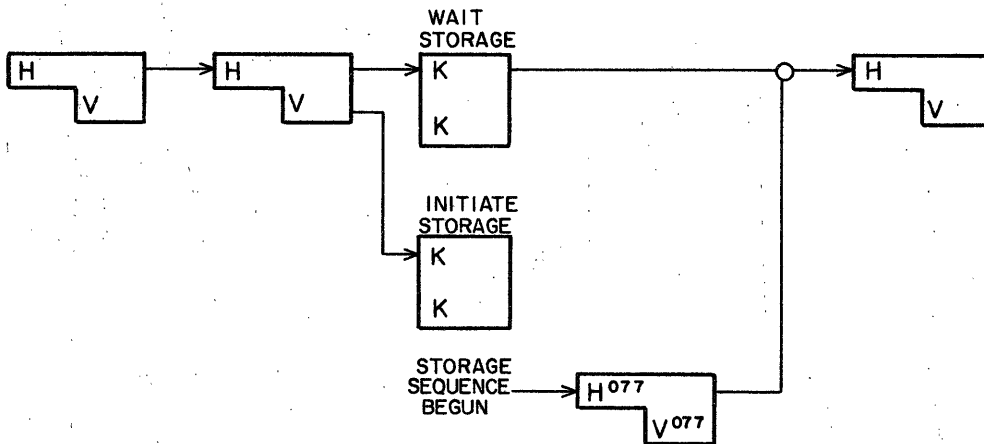 WAIT
STORAGE
H
V
H
V
K
K
H
V
INITIATE
STORAGE
K
K
STORAGE
SEQUENCE
BEGUN
H077
V077